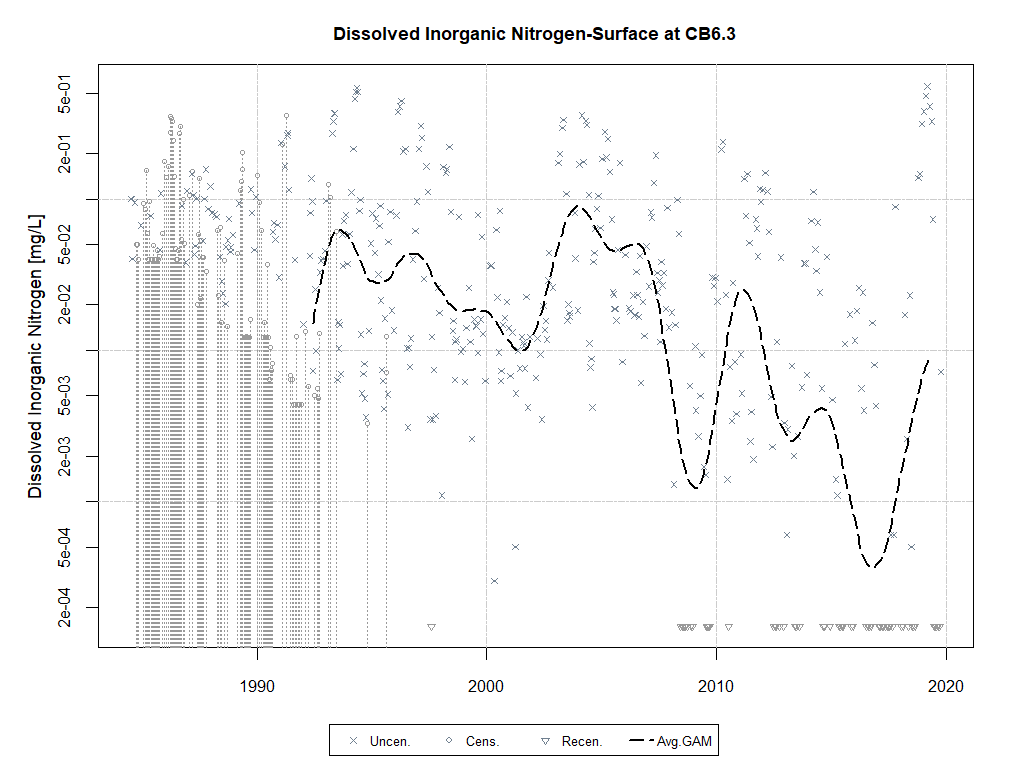 Dissolved Inorganic Nitrogen-Surface at CB6.3
Dissolved Inorganic Nitrogen [mg/L]
5e-01
2e-01
5e-02
2e-02
5e-03
2e-03
5e-04
2e-04
1990 2000 2010 2020
Uncen. Cens. Recen. Avg.GAM